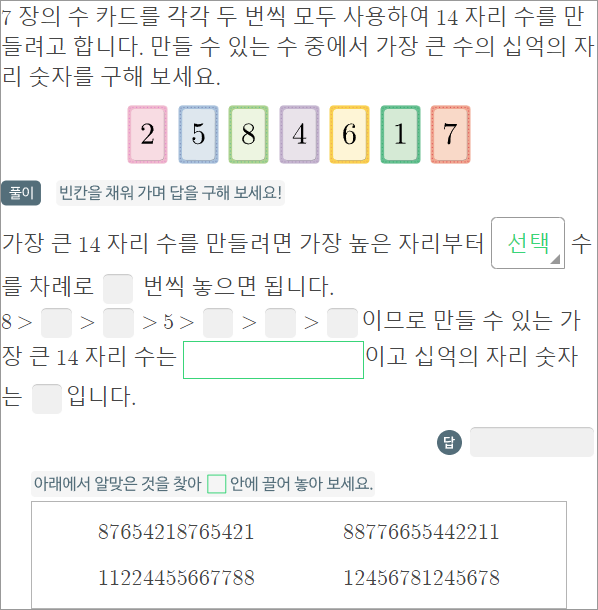 7 장의 수 카드를 각각 두 번씩 모두 사용하여 14 자리 수를 만
들려고 합니다. 만들 수 있는 수 중에서 가장 큰 수의 십억의 자
리 숫자를 구해 보세요.
2 5 8 4 6 1 7
풀이 빈칸을 채워 가며 답을 구해 보세요!
가장 큰 14 자리 수를 만들려면 가장 높은 자리부터 선택 수
를 차례로 번씩 놓으면 됩니다.
8 > > > 5 > > > 이므로 만들 수 있는 가
장 큰 14 자리 수는 이고 십억의 자리 숫자
는 입니다.
답
아래에서 알맞은 것을 찾아 안에 끌어 놓아 보세요.
87654218765421 88776655442211
11224455667788 12456781245678